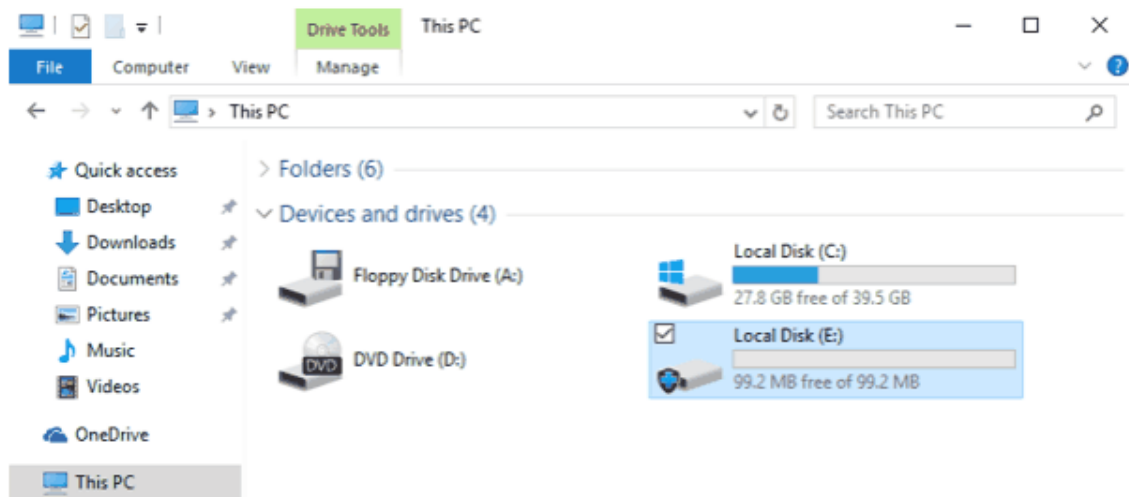 Drive Tools This PC
File Computer View Manage
This PC Search This PC
Quick access
Desktop
Downloads
Documents
Pictures
Music
Videos
OneDrive
This PC
Folders (6)
Devices and drives (4)
Floppy Disk Drive (A:)
Local Disk (C:)
27.8 GB free of 39.5 GB
DVD
DVD Drive (D:)
Local Disk (E:)
99.2 MB free of 99.2 MB